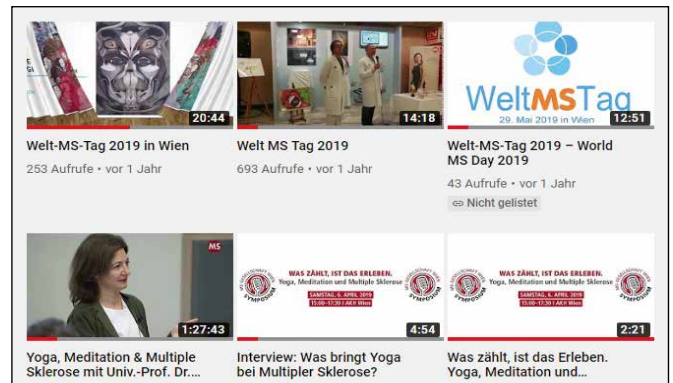 20:44
14:18
WeltMSTag
29. Mai 2019 in Wien
12:51
Welt-MS-Tag 2019 in Wien
253 Aufrufe • vor 1 Jahr
Welt MS Tag 2019
693 Aufrufe • vor 1 Jahr
Welt-MS-Tag 2019 – World
MS Day 2019
43 Aufrufe • vor 1 Jahr
Nicht gelistet
MS
1:27:43
WAS ZÄHLT, IST DAS ERLEBEN.
Yoga, Meditation und Multiple Sklerose
SAMSTAG, 6. APRIL 2019
15:00–17:30 | AKH Wien
SYMPOSIUM
4:54
WAS ZÄHLT, IST DAS ERLEBEN.
Yoga, Meditation und Multiple Sklerose
SAMSTAG, 6. APRIL 2019
15:00–17:30 | AKH Wien
SYMPOSIUM
2:21
Yoga, Meditation & Multiple
Sklerose mit Univ.-Prof. Dr....
Interview: Was bringt Yoga
bei Multipler Sklerose?
Was zählt, ist das Erleben.
Yoga, Meditation und...